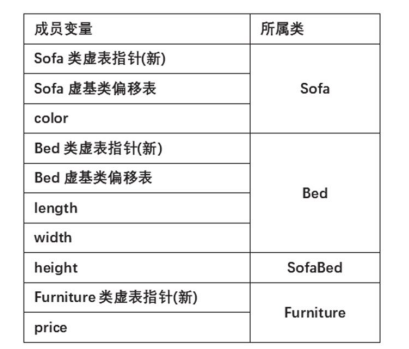 成员变量 所属类
Sofa 类虚表指针(新)
Sofa 虚基类偏移表
color
Sofa
Bed 类虚表指针(新)
Bed 虚基类偏移表
length
width
Bed
height SofaBed
Furniture 类虚表指针(新)
price
Furniture